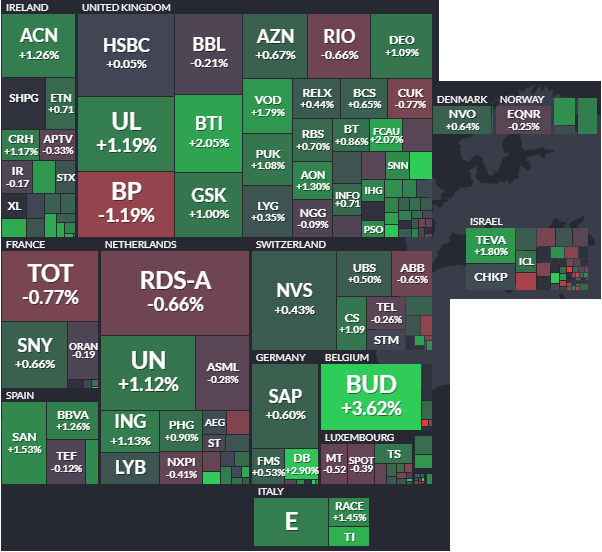 IRELAND
ACN
+1.26%
SHPG
ETN
+0.71
CRH
+1.17%
APTV
-0.33%
IR
-0.17
STX
XL
UNITED KINGDOM
HSBC
+0.05%
BBL
-0.21%
AZN
+0.67%
RIO
-0.66%
DEO
+1.09%
UL
+1.19%
BTI
+2.05%
VOD
+1.79%
RELX
+0.44%
BCS
+0.65%
CUK
-0.77%
RBS
+0.70%
BT
+0.86%
FCAU
+2.07%
BP
-1.19%
GSK
+1.00%
PUK
+1.08%
AON
+1.30%
SNN
INFO
+0.71
IHG
LYG
+0.35%
NGG
-0.09%
PSO
DENMARK
NVO
+0.64%
NORWAY
EQNR
-0.25%
ISRAEL
TEVA
+1.80%
ICL
CHKP
FRANCE
TOT
-0.77%
SNY
+0.66%
ORAN
-0.19
NETHERLANDS
RDS-A
-0.66%
UN
+1.12%
ASML
-0.28%
ING
+1.13%
PHG
+0.90%
AEG
ST
LYB
NXPI
-0.41%
SWITZERLAND
NVS
+0.43%
UBS
+0.50%
ABB
-0.65%
CS
+1.09
TEL
-0.26%
STM
SPAIN
SAN
+1.53%
BBVA
+1.26%
TEF
-0.12%
GERMANY
SAP
+0.60%
FMS
+0.53%
DB
+2.90%
BELGIUM
BUD
+3.62%
LUXEMBOURG
MT
-0.52
SPOT
-0.39
TS
ITALY
E
RACE
+1.45%
TI